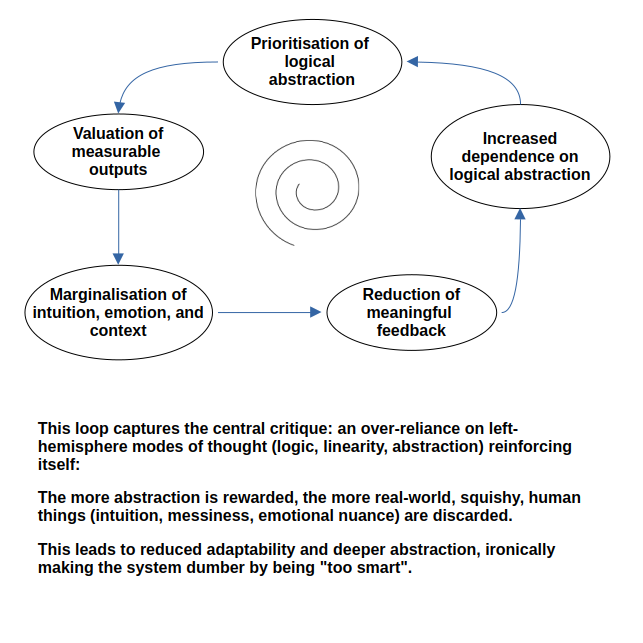 Prioritisation of
logical
abstraction
Valuation of
measurable
outputs
Increased
dependence on
logical abstraction
Marginalisation of
intuition, emotion, and
context
Reduction of
meaningful
feedback
This loop captures the central critique: an over-reliance on left-
hemisphere modes of thought (logic, linearity, abstraction) reinforcing
itself:
The more abstraction is rewarded, the more real-world, squishy, human
things (intuition, messiness, emotional nuance) are discarded.
This leads to reduced adaptability and deeper abstraction, ironically
making the system dumber by being "too smart".